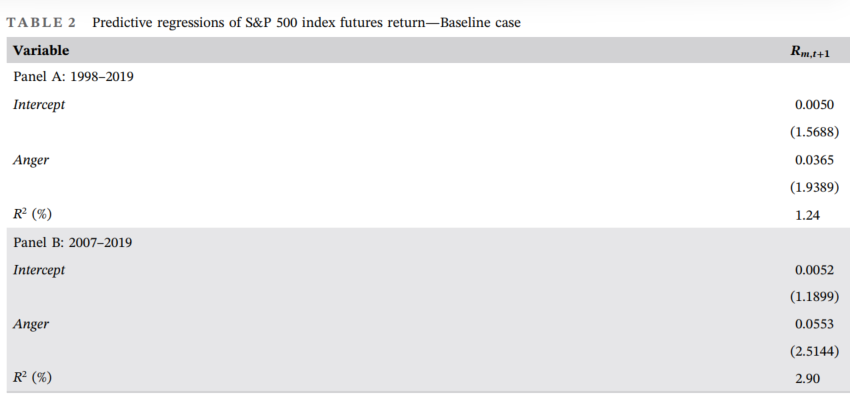 TABLE 2 Predictive regressions of S&P 500 index futures return—Baseline case
Variable R_{m,t+1}
Panel A: 1998–2019
Intercept 0.0050
(1.5688)
Anger 0.0365
(1.9389)
R² (%) 1.24
Panel B: 2007–2019
Intercept 0.0052
(1.1899)
Anger 0.0553
(2.5144)
R² (%) 2.90